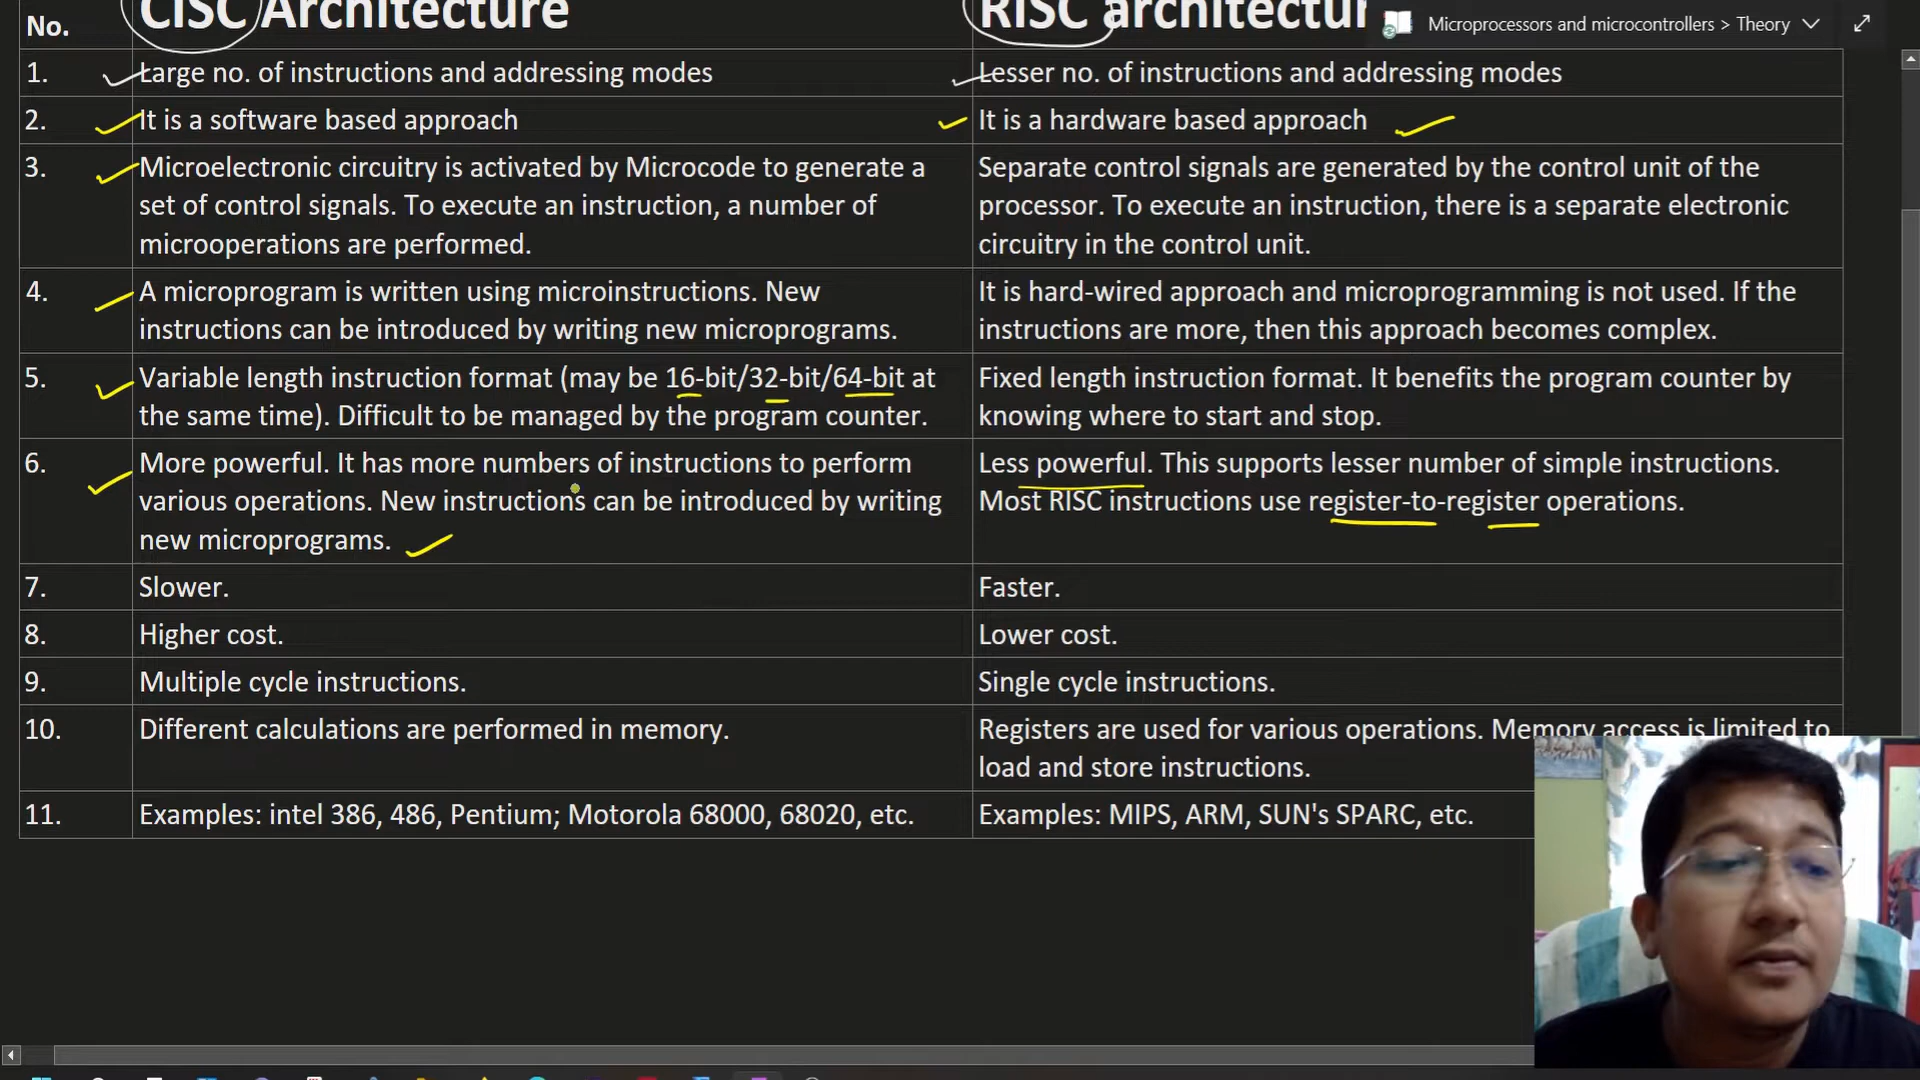 No.
CISC Architecture
RISC architectur
Microprocessors and microcontrollers > Theory
1.
Large no. of instructions and addressing modes
Lesser no. of instructions and addressing modes
2.
It is a software based approach
It is a hardware based approach
3.
Microelectronic circuitry is activated by Microcode to generate a
set of control signals. To execute an instruction, a number of
microoperations are performed.
Separate control signals are generated by the control unit of the
processor. To execute an instruction, there is a separate electronic
circuitry in the control unit.
4.
A microprogram is written using microinstructions. New
instructions can be introduced by writing new microprograms.
It is hard-wired approach and microprogramming is not used. If the
instructions are more, then this approach becomes complex.
5.
Variable length instruction format (may be 16-bit/32-bit/64-bit at
the same time). Difficult to be managed by the program counter.
Fixed length instruction format. It benefits the program counter by
knowing where to start and stop.
6.
More powerful. It has more numbers of instructions to perform
various operations. New instructions can be introduced by writing
new microprograms.
Less powerful. This supports lesser number of simple instructions.
Most RISC instructions use register-to-register operations.
7.
Slower.
Faster.
8.
Higher cost.
Lower cost.
9.
Multiple cycle instructions.
Single cycle instructions.
10.
Different calculations are performed in memory.
Registers are used for various operations. Memory access is limited to
load and store instructions.
11.
Examples: intel 386, 486, Pentium; Motorola 68000, 68020, etc.
Examples: MIPS, ARM, SUN's SPARC, etc.